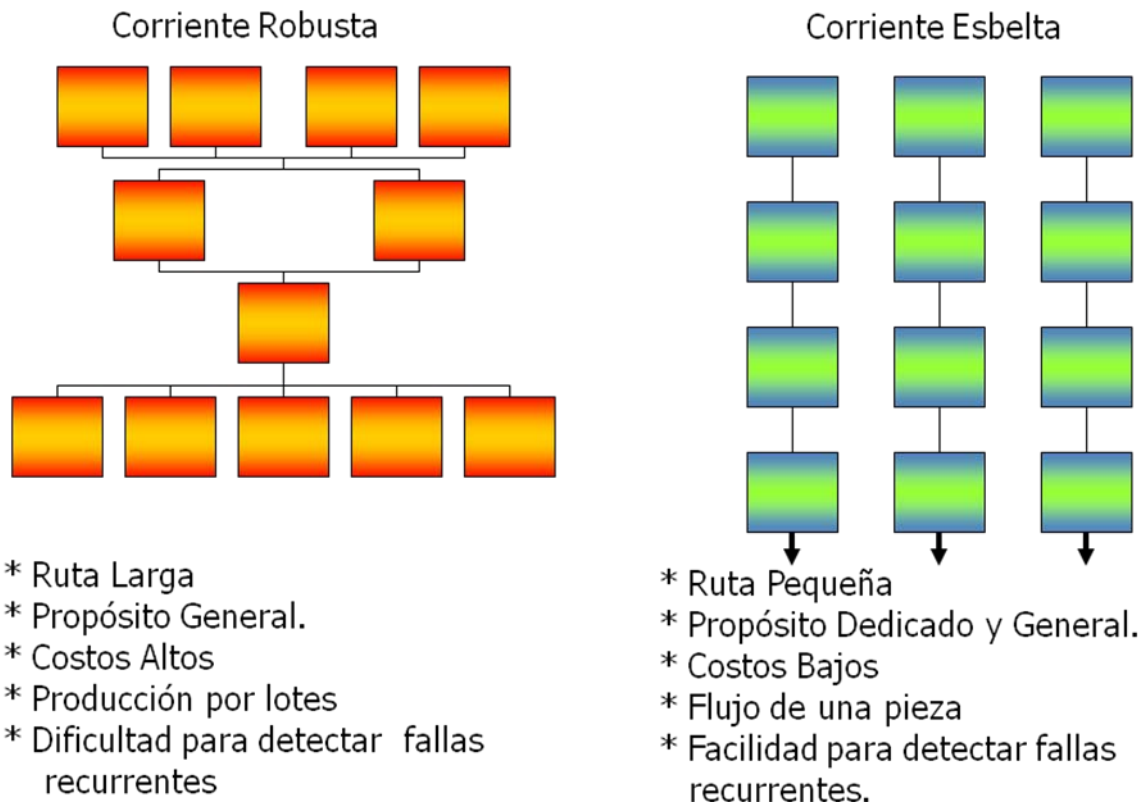 Corriente Robusta
* Ruta Larga
* Propósito General.
* Costos Altos
* Producción por lotes
* Dificultad para detectar fallas
recurrentes
Corriente Esbelta
* Ruta Pequeña
* Propósito Dedicado y General.
* Costos Bajos
* Flujo de una pieza
* Facilidad para detectar fallas
recurrentes.